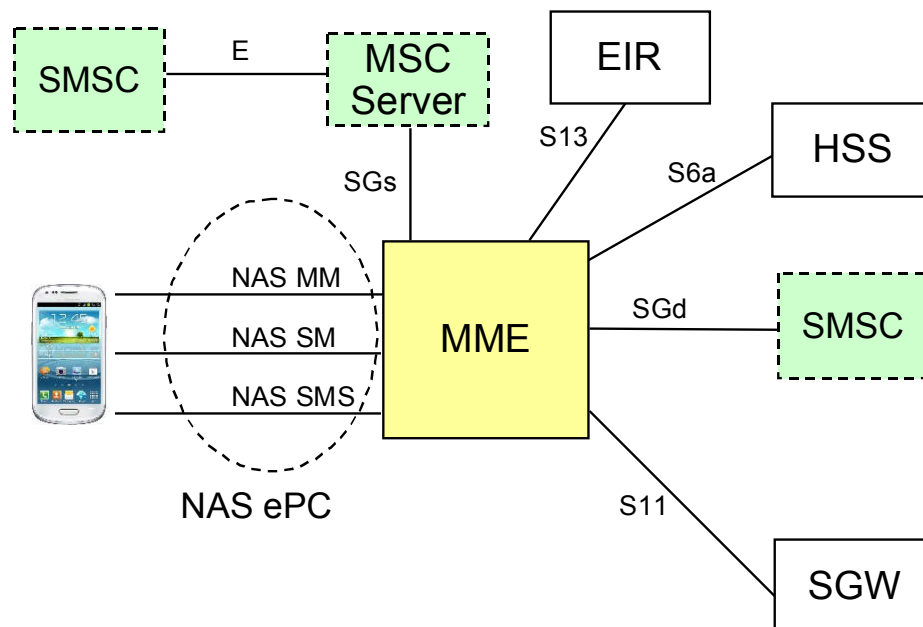 E
SMSC
MSC
Server
EIR
S13
HSS
S6a
SGs
NAS MM
SGd
NAS SM
MME
SMSC
NAS SMS
NAS ePC
S11
SGW